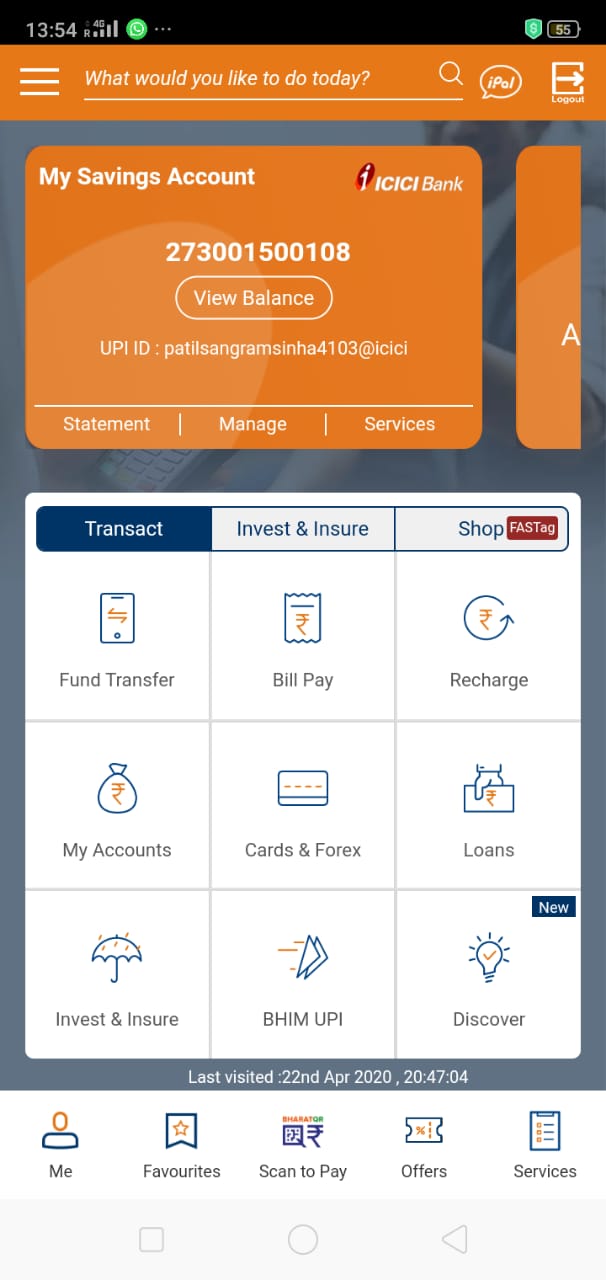 13:54 4G R ... 55
What would you like to do today? iPal Logout
My Savings Account ICICI Bank
273001500108
View Balance
A
UPI ID : patilsangramsinha4103@icici
Statement Manage Services
Transact Invest & Insure Shop FASTag
Fund Transfer Bill Pay Recharge
My Accounts Cards & Forex Loans
New
Invest & Insure BHIM UPI Discover
Last visited :22nd Apr 2020 , 20:47:04
BHARATQR
Me Favourites Scan to Pay Offers Services